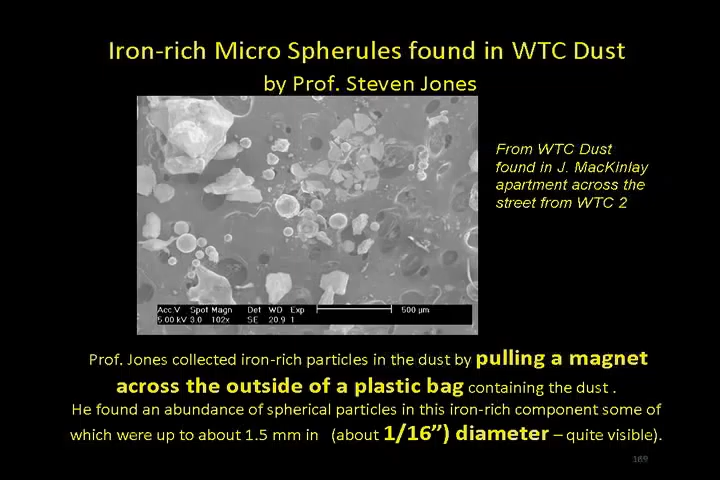 Iron-rich Micro Spherules found in WTC Dust
by Prof. Steven Jones
From WTC Dust
found in J. MacKinlay
apartment across the
street from WTC 2
Acc.V Spot Magn Det WD Exp 500 µm
5.00 kV 3.0 102x SE 20.9 1
Prof. Jones collected iron-rich particles in the dust by pulling a magnet
across the outside of a plastic bag containing the dust .
He found an abundance of spherical particles in this iron-rich component some of
which were up to about 1.5 mm in (about 1/16”) diameter – quite visible).
169